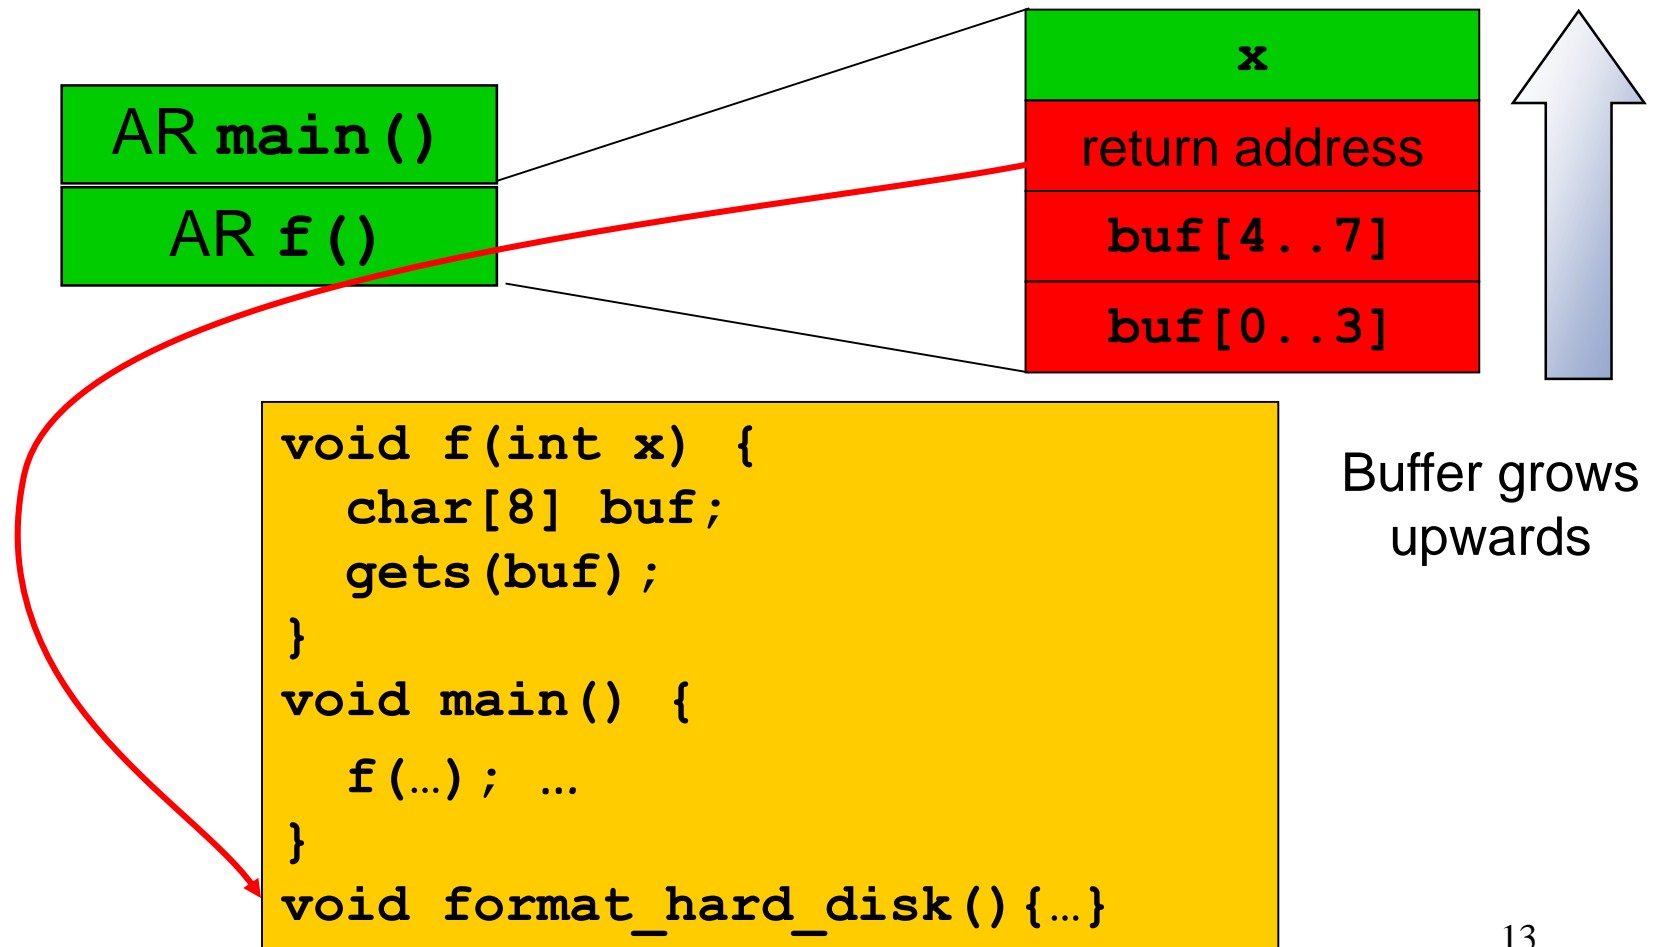 AR main()
AR f()
x
return address
buf[4..7]
buf[0..3]
Buffer grows
upwards
void f(int x) {
char[8] buf;
gets(buf);
}
void main() {
f(…); …
}
void format_hard_disk(){…}
13